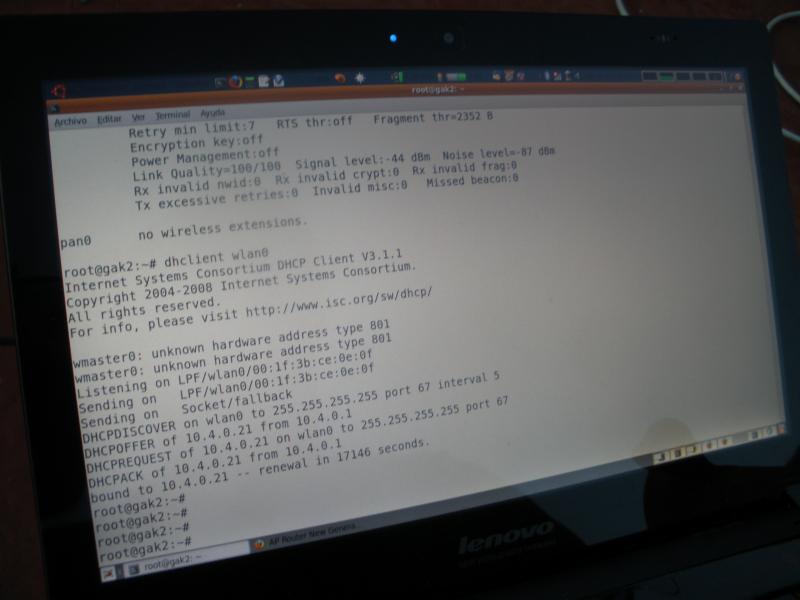 root@gak2: ~
Archivo Editar Ver Terminal Ayuda
Retry min limit:7 RTS thr:off Fragment thr=2352 B
Encryption key:off
Power Management:off
Link Quality=100/100 Signal level:-44 dBm Noise level=-87 dBm
Rx invalid nwid:0 Rx invalid crypt:0 Rx invalid frag:0
Tx excessive retries:0 Invalid misc:0 Missed beacon:0
pan0 no wireless extensions.
root@gak2:~# dhclient wlan0
Internet Systems Consortium DHCP Client V3.1.1
Copyright 2004-2008 Internet Systems Consortium.
All rights reserved.
For info, please visit http://www.isc.org/sw/dhcp/
wmaster0: unknown hardware address type 801
wmaster0: unknown hardware address type 801
Listening on LPF/wlan0/00:1f:3b:ce:0e:0f
Sending on LPF/wlan0/00:1f:3b:ce:0e:0f
Sending on Socket/fallback
DHCPDISCOVER on wlan0 to 255.255.255.255 port 67 interval 5
DHCPOFFER of 10.4.0.21 from 10.4.0.1
DHCPREQUEST of 10.4.0.21 on wlan0 to 255.255.255.255 port 67
DHCPACK of 10.4.0.21 from 10.4.0.1
bound to 10.4.0.21 -- renewal in 17146 seconds.
root@gak2:~#
root@gak2:~#
root@gak2:~#
root@gak2:~#
root@gak2: ~
AP Router New Genera...
lenovo